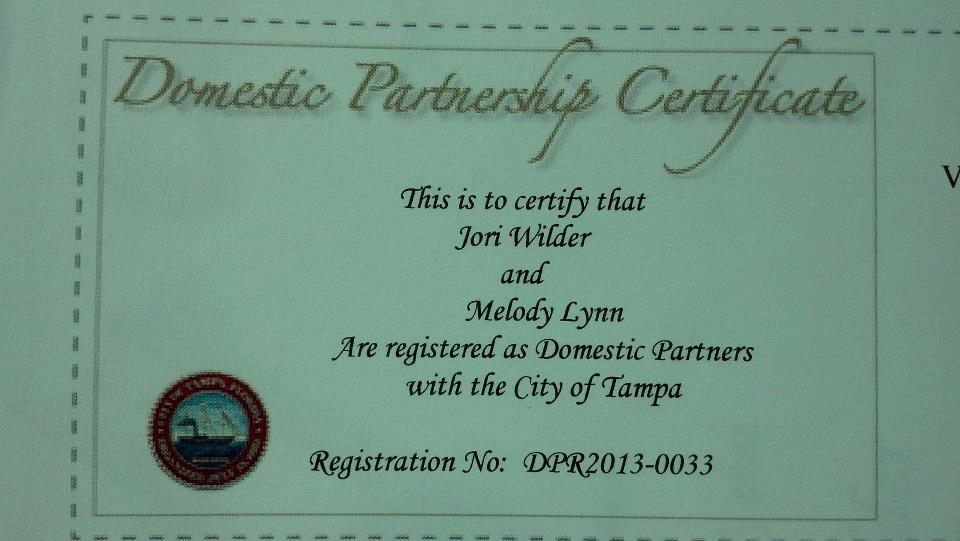 Domestic Partnership Certificate
This is to certify that
Jori Wilder
and
Melody Lynn
Are registered as Domestic Partners
with the City of Tampa
Registration No: DPR2013-0033
V